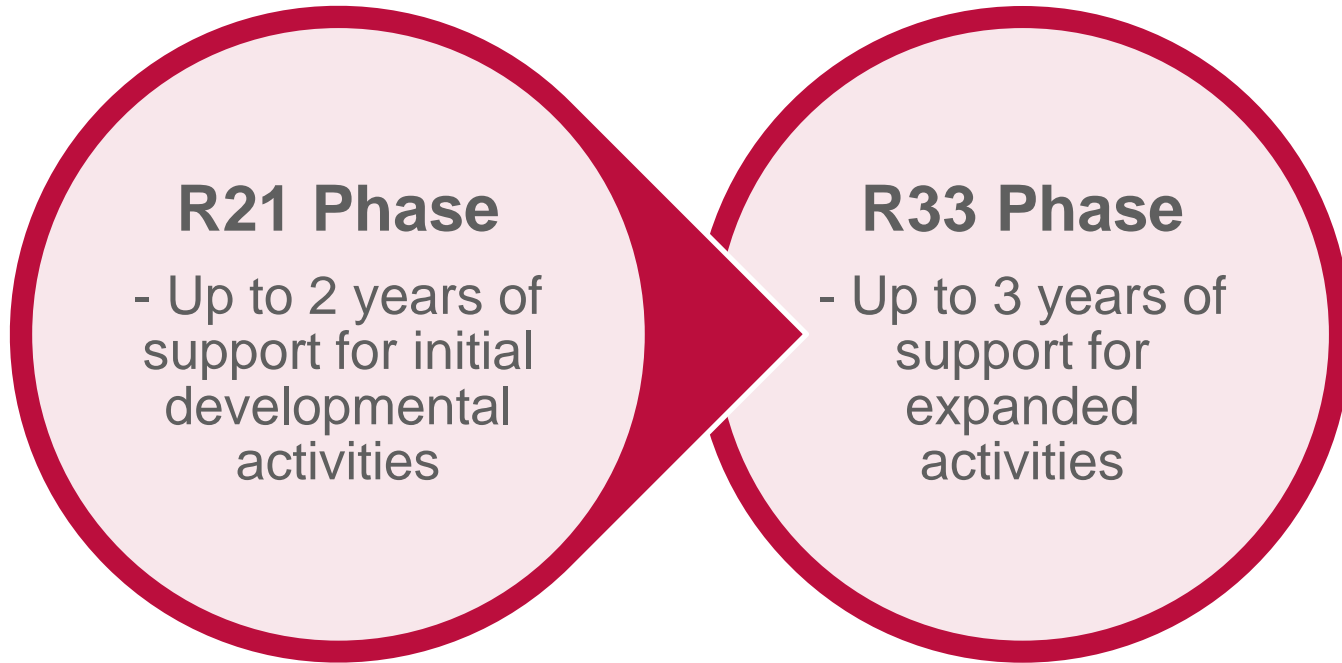 R21 Phase
- Up to 2 years of
support for initial
developmental
activities
R33 Phase
- Up to 3 years of
support for
expanded
activities